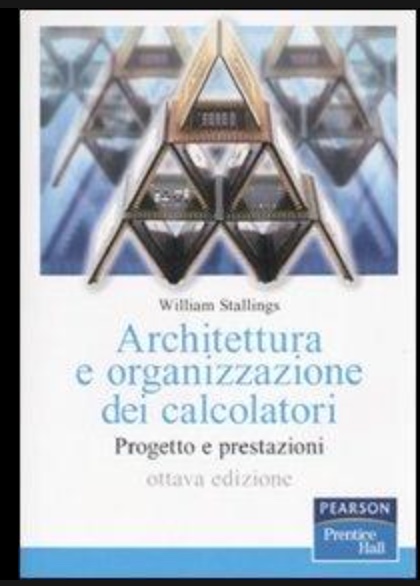 William Stallings
Architettura
e organizzazione
dei calcolatori
Progetto e prestazioni
ottava edizione
PEARSON
Prentice
Hall